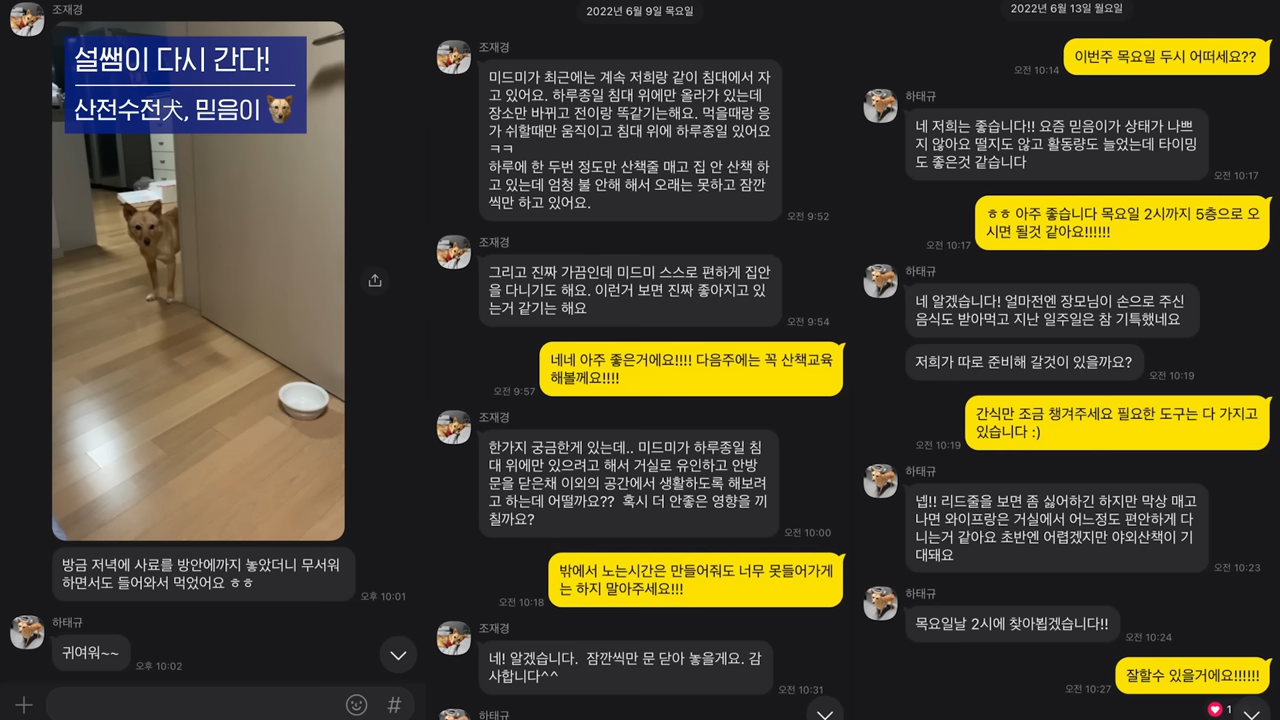 조재경
설쌤이 다시 간다!
산전수전犬, 믿음이
방금 저녁에 사료를 방안에까지 놓았더니 무서워
하면서도 들어와서 먹었어요 ㅎㅎ
오후 10:01
하태규
귀여워~~
오후 10:02
#
2022년 6월 9일 목요일
조재경
미드미가 최근에는 계속 저희랑 같이 침대에서 자
고 있어요. 하루종일 침대 위에만 올라가 있는데
장소만 바뀌고 전이랑 똑같기는해요. 먹을때랑 응
가 쉬할때만 움직이고 침대 위에 하루종일 있어요
ㅋㅋ
하루에 한 두번 정도만 산책줄 매고 집 안 산책 하
고 있는데 엄청 불 안해 해서 오래는 못하고 잠깐
씩만 하고 있어요.
오전 9:52
조재경
그리고 진짜 가끔인데 미드미 스스로 편하게 집안
을 다니기도 해요. 이런거 보면 진짜 좋아지고 있
는거 같기는 해요
오전 9:54
네네 아주 좋은거에요!!!! 다음주에는 꼭 산책교육
해볼께요!!!!
오전 9:57
조재경
한가지 궁금한게 있는데.. 미드미가 하루종일 침
대 위에만 있으려고 해서 거실로 유인하고 안방
문을 닫은채 이외의 공간에서 생활하도록 해보려
고 하는데 어떨까요?? 혹시 더 안좋은 영향을 끼
칠까요?
오전 10:00
밖에서 노는시간은 만들어줘도 너무 못들어가게
는 하지 말아주세요!!!
오전 10:18
조재경
네! 알겠습니다. 잠깐씩만 문 닫아 놓을게요. 감
사합니다^^
오전 10:31
하태규
2022년 6월 13일 월요일
이번주 목요일 두시 어떠세요??
오전 10:14
하태규
네 저희는 좋습니다!! 요즘 믿음이가 상태가 나쁘
지 않아요 떨지도 않고 활동량도 늘었는데 타이밍
도 좋은것 같습니다
오전 10:17
ㅎㅎ 아주 좋습니다 목요일 2시까지 5층으로 오
시면 될것 같아요!!!!!!
오전 10:17
하태규
네 알겠습니다! 얼마전엔 장모님이 손으로 주신
음식도 받아먹고 지난 일주일은 참 기특했네요
저희가 따로 준비해 갈것이 있을까요?
오전 10:19
간식만 조금 챙겨주세요 필요한 도구는 다 가지고
있습니다 :)
오전 10:19
하태규
넵!! 리드줄을 보면 좀 싫어하긴 하지만 막상 매고
나면 와이프랑은 거실에서 어느정도 편안하게 다
니는거 같아요 초반엔 어렵겠지만 야외산책이 기
대돼요
오전 10:23
하태규
목요일날 2시에 찾아뵙겠습니다!!
오전 10:24
잘할수 있을거에요!!!!!!
오전 10:27
1